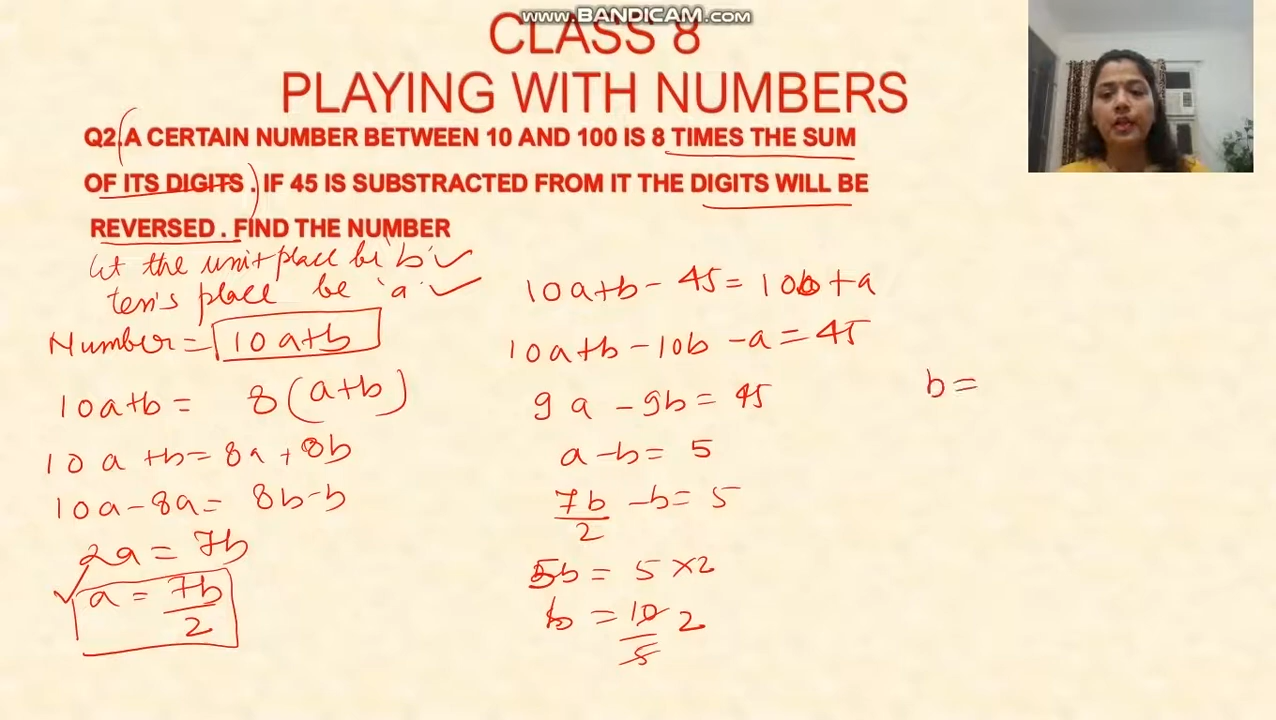 www.BANDICAM.com
CLASS 8
PLAYING WITH NUMBERS
Q2.A CERTAIN NUMBER BETWEEN 10 AND 100 IS 8 TIMES THE SUM
OF ITS DIGITS . IF 45 IS SUBSTRACTED FROM IT THE DIGITS WILL BE
REVERSED . FIND THE NUMBER
let the unit place be 'b'
ten's place be 'a'
Number = 10a+b
10a+b = 8(a+b)
10a+b = 8a+8b
10a-8a = 8b-b
2a = 7b
a = 7b/2
10a+b-45 = 10b+a
10a+b-10b-a = 45
9a-9b = 45
a-b = 5
7b/2 -b = 5
5b = 5×2
b = 10/5 2
b =